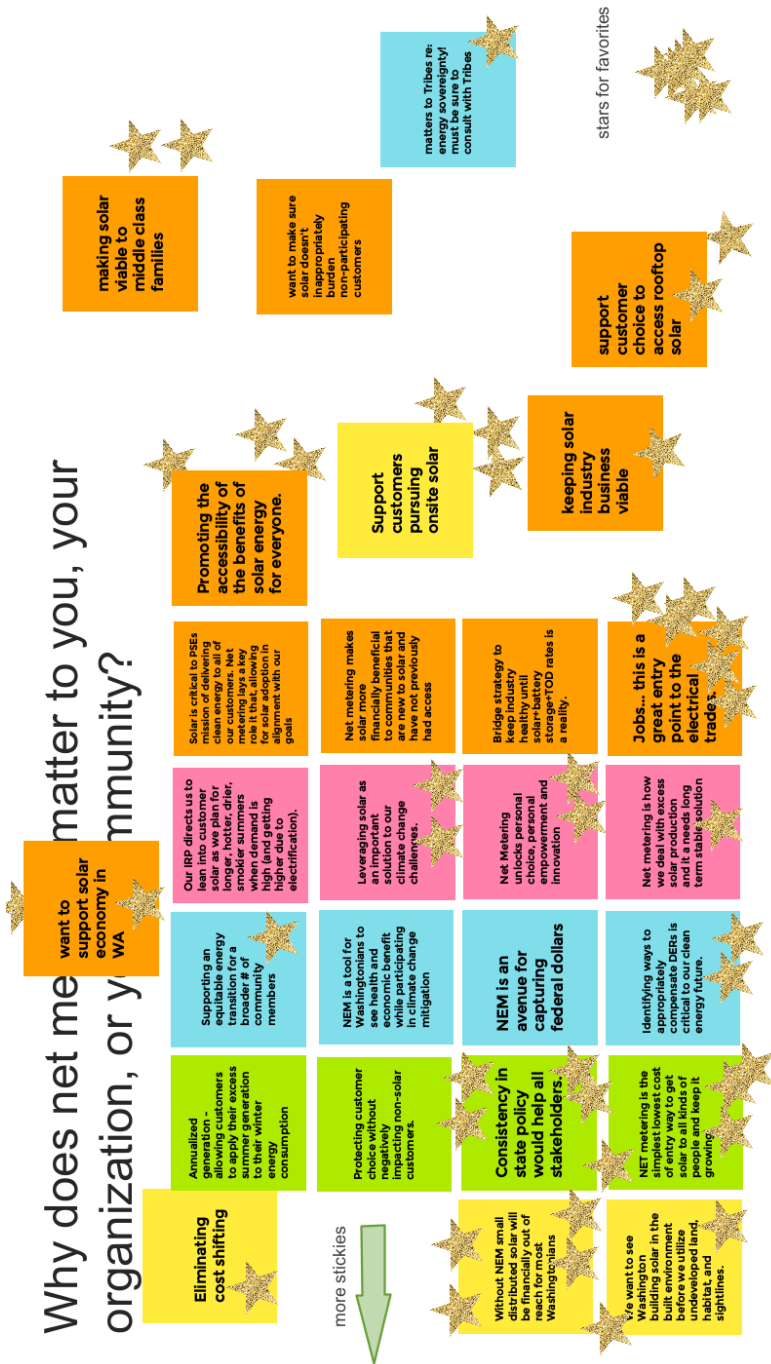 Why does net me
matter to you, your
organization, or y
mmunity?
want to
support solar
economy in
WA
making solar
viable to
middle class
families
Eliminating
cost shifting
Annualized
generation -
allowing customers
to apply their excess
summer generation
to their winter
energy
consumption
Supporting an
equitable energy
transition for a
broader # of
community
members
Our IRP directs us to
lean into customer
solar as we plan for
longer, hotter, drier,
smokier summers
when demand is
high (and getting
higher due to
electrification).
Solar is critical to PSEs
mission of delivering
clean energy to all of
our customers. Net
metering lays a key
role it that, allowing
for solar adoption in
alignment with our
goals
Promoting the
accessibility of
the benefits of
solar energy
for everyone.
want to make sure
solar doesn't
inappropriately
burden
non-participating
customers
more stickies
Protecting customer
choice without
negatively
impacting non-solar
customers.
NEM is a tool for
Washingtonians to
see health and
economic benefit
while participating
in climate change
mitigation
Leveraging solar as
an important
solution to our
climate change
challenges.
Net metering makes
solar more
financially beneficial
to communities that
are new to solar and
have not previously
had access
Support
customers
pursuing
onsite solar
matters to Tribes re:
energy sovereignty!
must be sure to
consult with Tribes
Without NEM small
distributed solar will
be financially out of
reach for most
Washingtonians
Consistency in
state policy
would help all
stakeholders.
NEM is an
avenue for
capturing
federal dollars
Net Metering
unlocks personal
choice, personal
empowerment and
innovation
Bridge strategy to
keep industry
healthy until
solar+battery
storage+TOD rates is
a reality.
keeping solar
industry
business
viable
support
customer
choice to
access rooftop
solar
stars for favorites
We want to see
Washington
building solar in the
built environment
before we utilize
undeveloped land,
habitat, and
sightlines.
NET metering is the
simplest lowest cost
of entry way to get
solar to all kinds of
people and keep it
growing
Identifying ways to
appropriately
compensate DERs is
critical to our clean
energy future.
Net metering is how
we deal with excess
solar production
and it a needs long
term stable solution
Jobs... this is a
great entry
point to the
electrical
trades